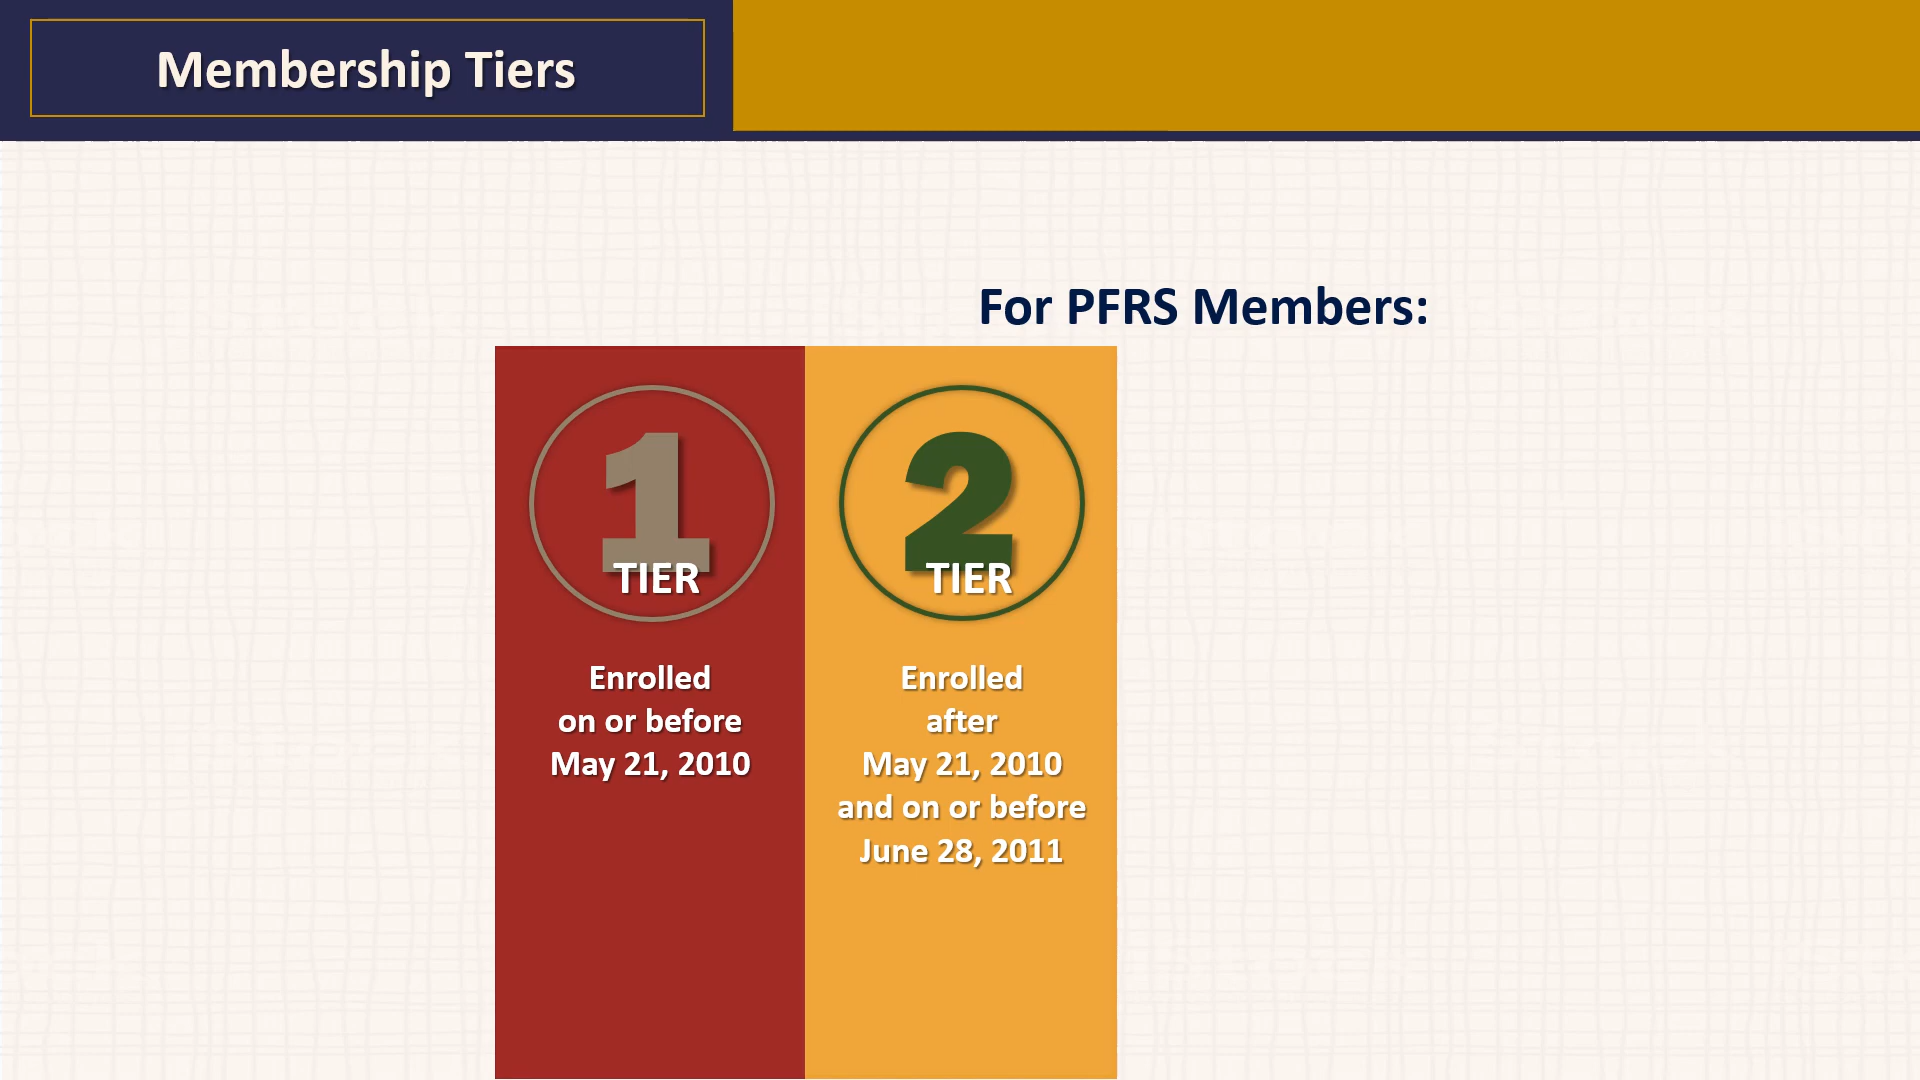 Membership Tiers
For PFRS Members:
1
TIER
Enrolled
on or before
May 21, 2010
2
TIER
Enrolled
after
May 21, 2010
and on or before
June 28, 2011